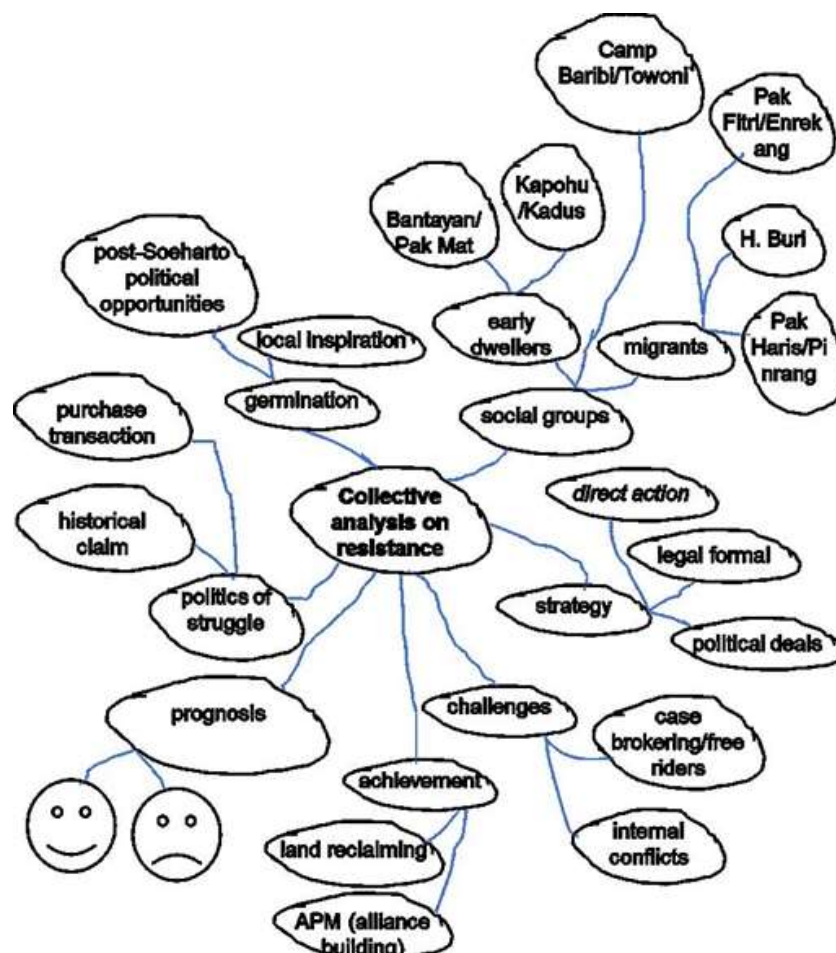 Camp
Baribi/Towoni
Pak
Fitri/Enrek
ang
Kapohu
/Kadus
Bantayan/
Pak Mat
H. Buri
post-Soeharto
political
opportunities
early
dwellers
migrants
Pak
Haris/Pi
nrang
local inspiration
germination
social groups
purchase
transaction
Collective
analysis on
resistance
direct action
historical
claim
legal formal
politics of
struggle
strategy
political deals
prognosis
challenges
case
brokering/free
riders
achievement
internal
conflicts
land reclaiming
APM (alliance
building)